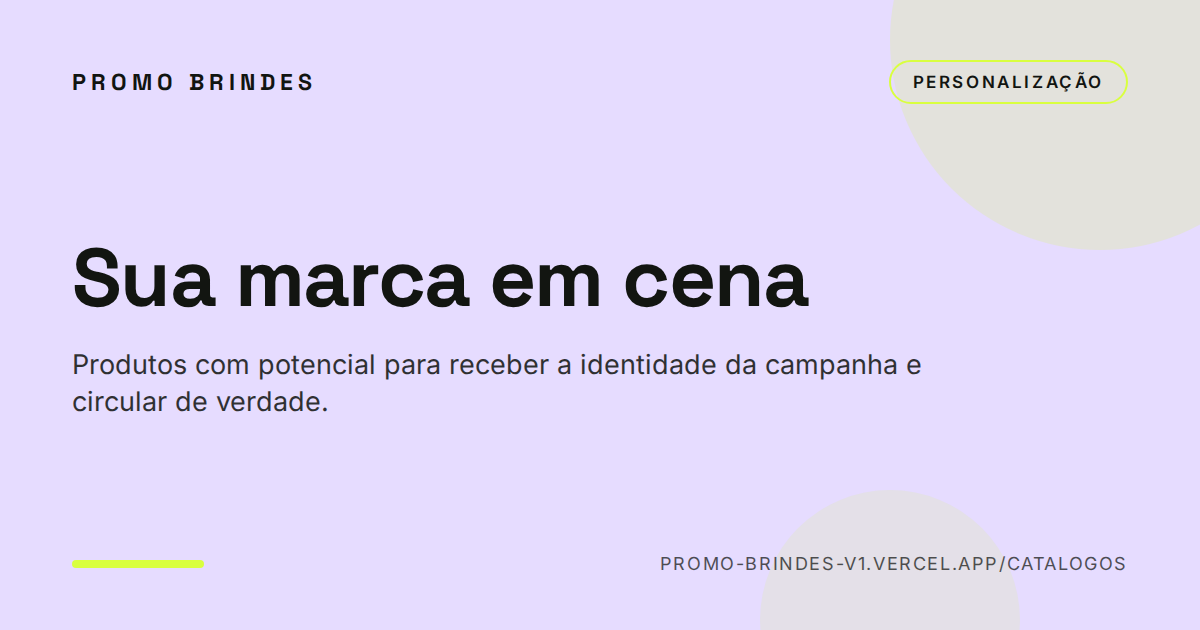 PROMO BRINDES
PERSONALIZAÇÃO
Sua marca em cena
Produtos com potencial para receber a identidade da campanha e
circular de verdade.
PROMO-BRINDES-V1.VERCEL.APP/CATALOGOS